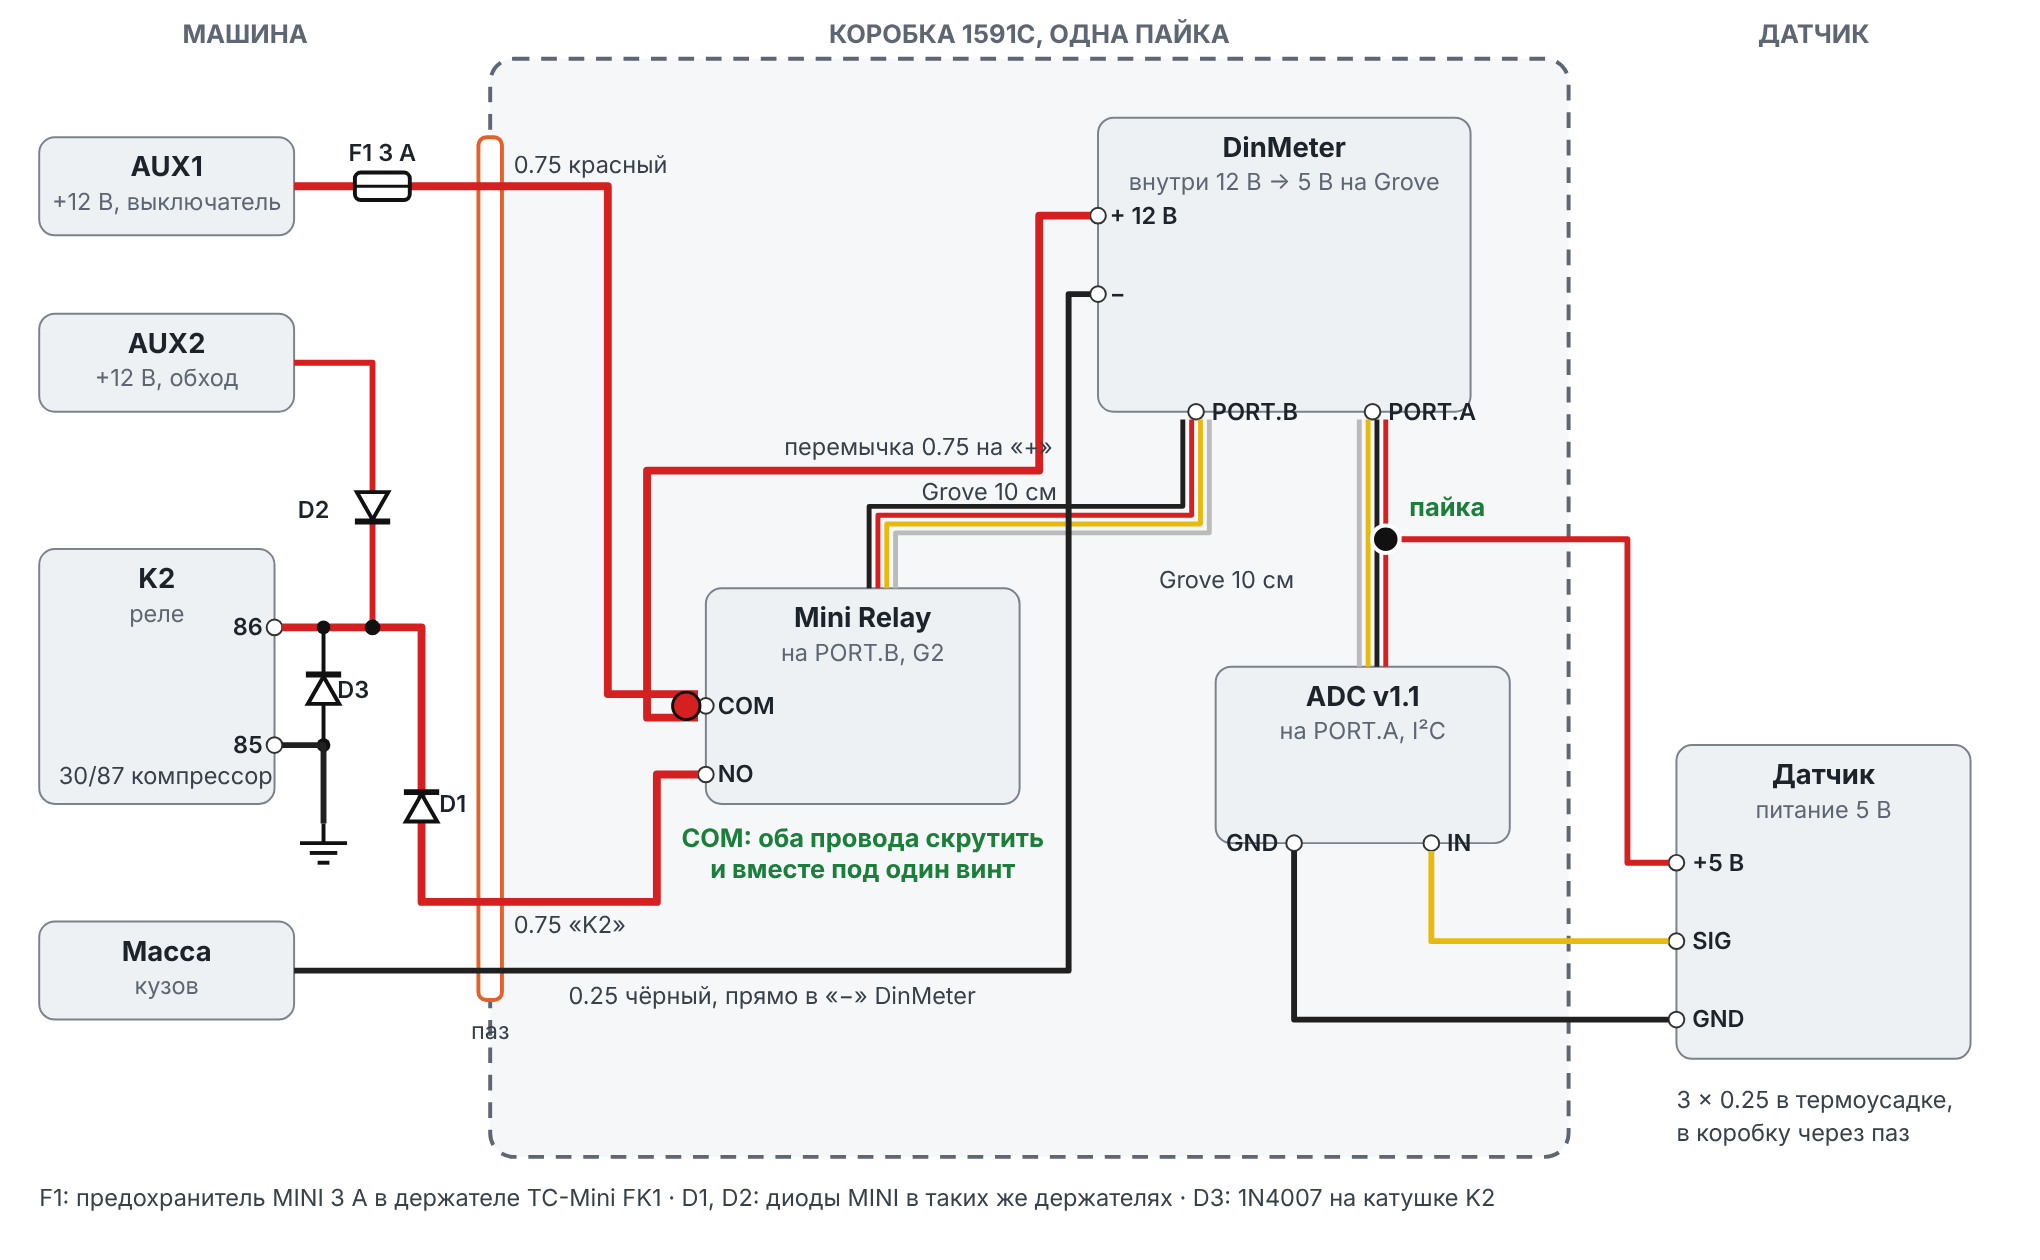 МАШИНА
КОРОБКА 1591C, ОДНА ПАЙКА
ДАТЧИК
AUX1
+12 В, выключатель
F1 3 A
0.75 красный
DinMeter
внутри 12 В → 5 В на Grove
+ 12 В
−
AUX2
+12 В, обход
PORT.B
PORT.A
перемычка 0.75 на «+»
Grove 10 см
D2
пайка
K2
реле
86
Grove 10 см
Mini Relay
на PORT.B, G2
D3
COM
ADC v1.1
на PORT.A, I²C
85
30/87 компрессор
NO
D1
Датчик
питание 5 В
COM: оба провода скрутить
и вместе под один винт
GND
IN
+5 В
0.75 «K2»
SIG
Масса
кузов
0.25 чёрный, прямо в «−» DinMeter
GND
паз
3 × 0.25 в термоусадке,
в коробку через паз
F1: предохранитель MINI 3 А в держателе TC-Mini FK1 · D1, D2: диоды MINI в таких же держателях · D3: 1N4007 на катушке K2